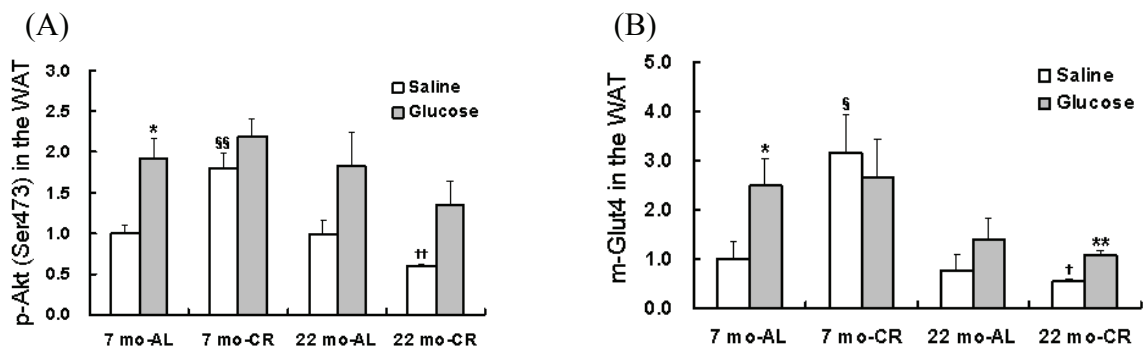 (A)
p-Akt (Ser473) in the WAT
3.0
2.5
2.0
1.5
1.0
0.5
0.0
Saline
Glucose
*
§§
††
7 mo-AL 7 mo-CR 22 mo-AL 22 mo-CR
(B)
m-Glut4 in the WAT
5.0
4.0
3.0
2.0
1.0
0.0
Saline
Glucose
*
§
†
**
7 mo-AL 7 mo-CR 22 mo-AL 22 mo-CR